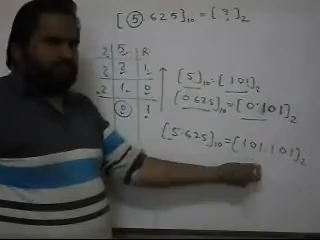 [5.625]10 = [?]2
2 5 R
2 2 1
2 1 0
0 1
[5]10 = [101]2
[0.625]10 = [0.101]2
[5.625]10 = [101.101]2